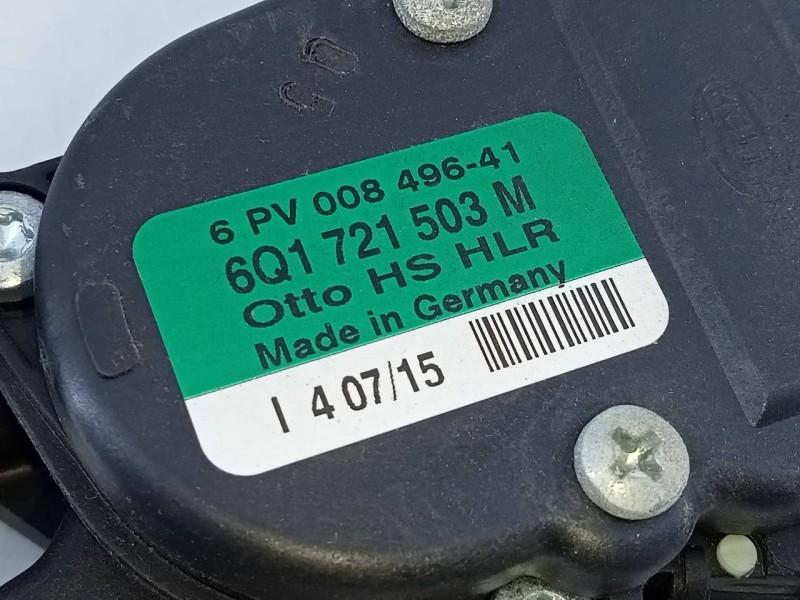 6 PV 008 496-41
6Q1 721 503 M
Otto HS HLR
Made in Germany
I 4 07/15